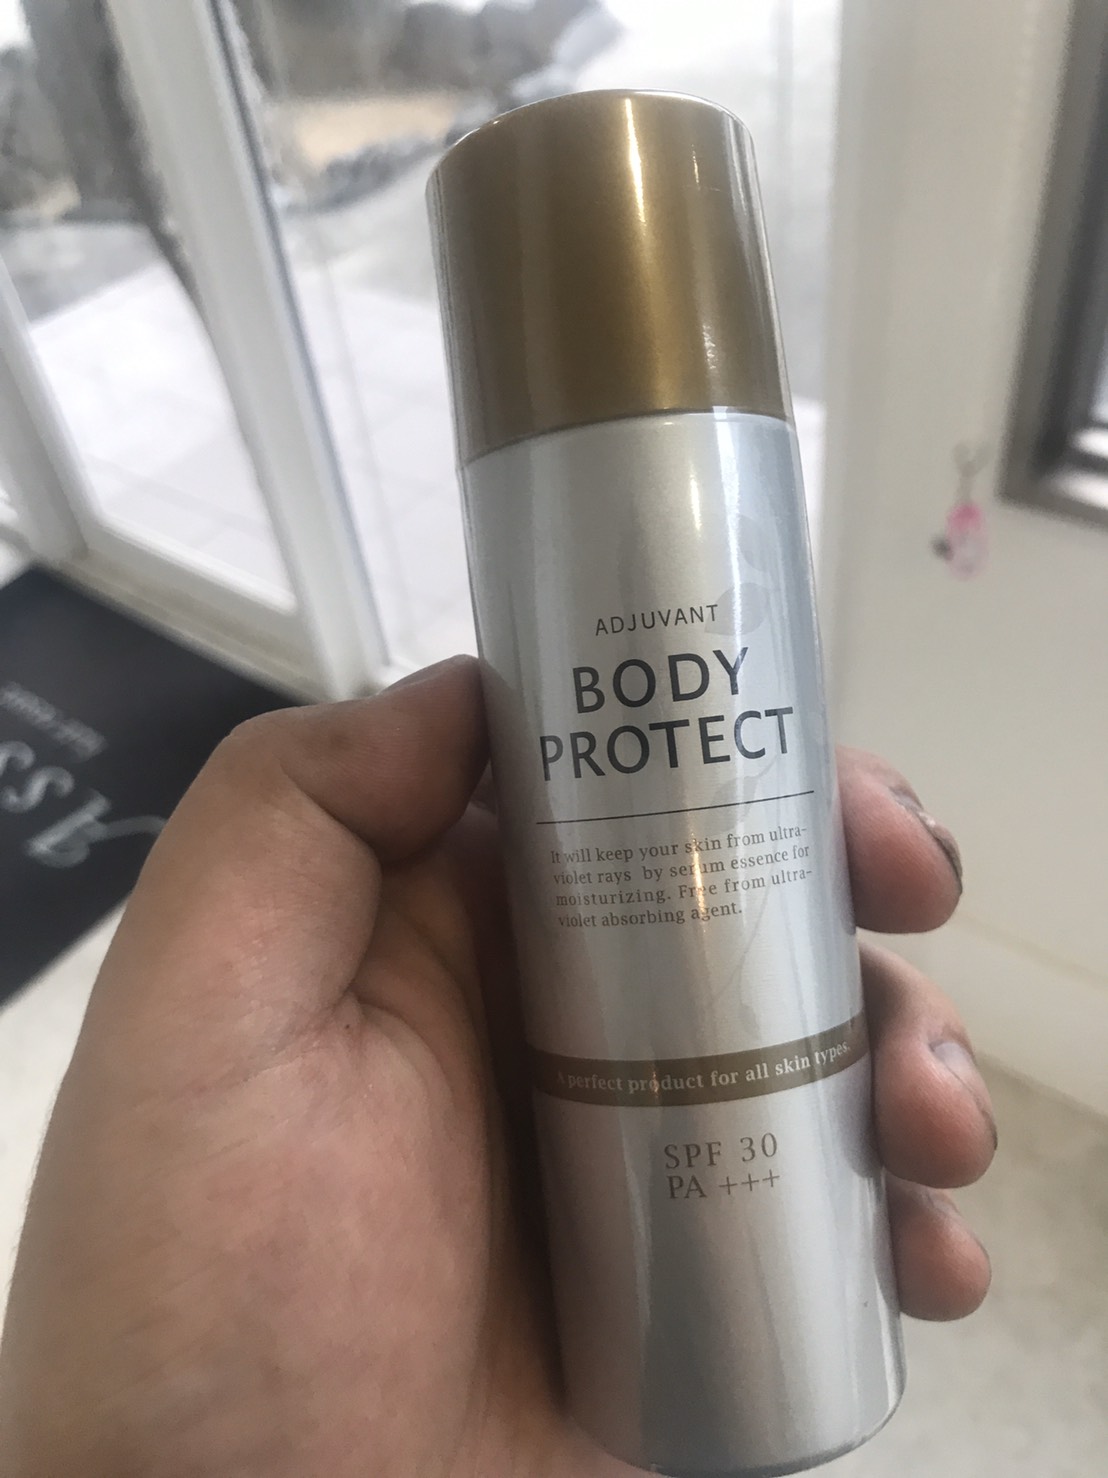 ADJUVANT
BODY
PROTECT
It will keep your skin from ultra-
violet rays by serum essence for
moisturizing. Free from ultra-
violet absorbing agent.
A perfect product for all skin types.
SPF 30
PA +++